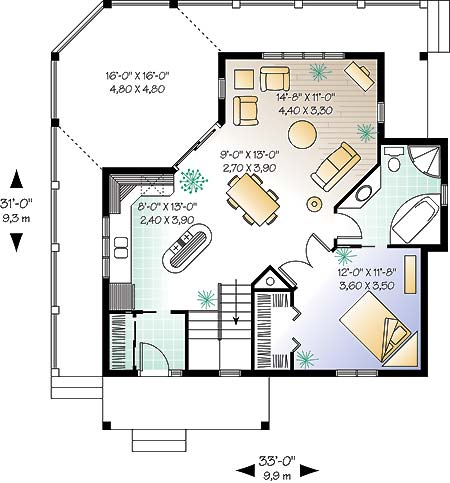 16'-0" X 16'-0"
4,80 X 4,80
14'-8" X 11'-0"
4,40 X 3,30
9'-0" X 13'-0"
2,70 X 3,90
31'-0"
9,3 m
8'-0" X 13'-0"
2,40 X 3,90
12'-0" X 11'-8"
3,60 X 3,50
33'-0"
9,9 m